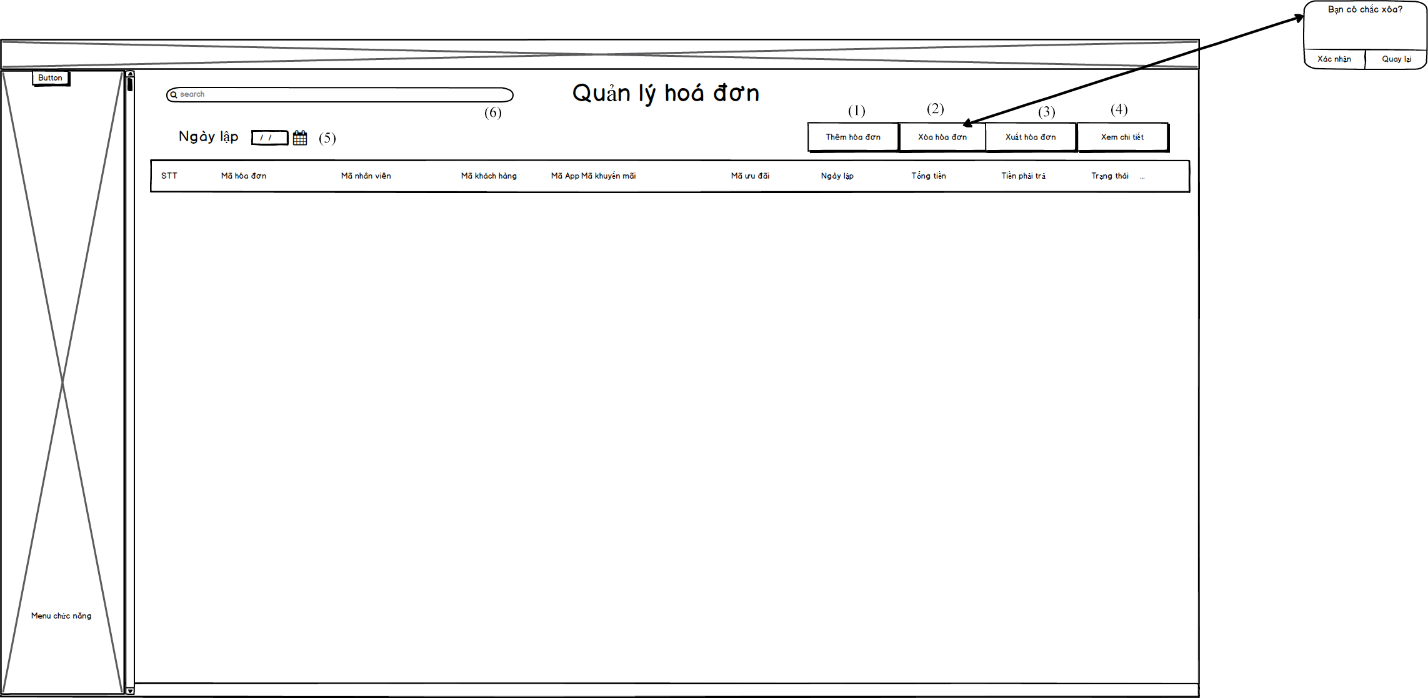 Bạn có chắc xóa?
Xác nhận
Quay lại
Button
search
Quản lý hoá đơn
(6)
(1)
(2)
(3)
(4)
Ngày lập
/ /
(5)
Thêm hóa đơn
Xóa hóa đơn
Xuất hóa đơn
Xem chi tiết
STT Mã hóa đơn Mã nhân viên Mã khách hàng Mã App Mã khuyến mãi Mã ưu đãi Ngày lập Tổng tiền Tiền phải trả Trạng thái ...
Menu chức năng